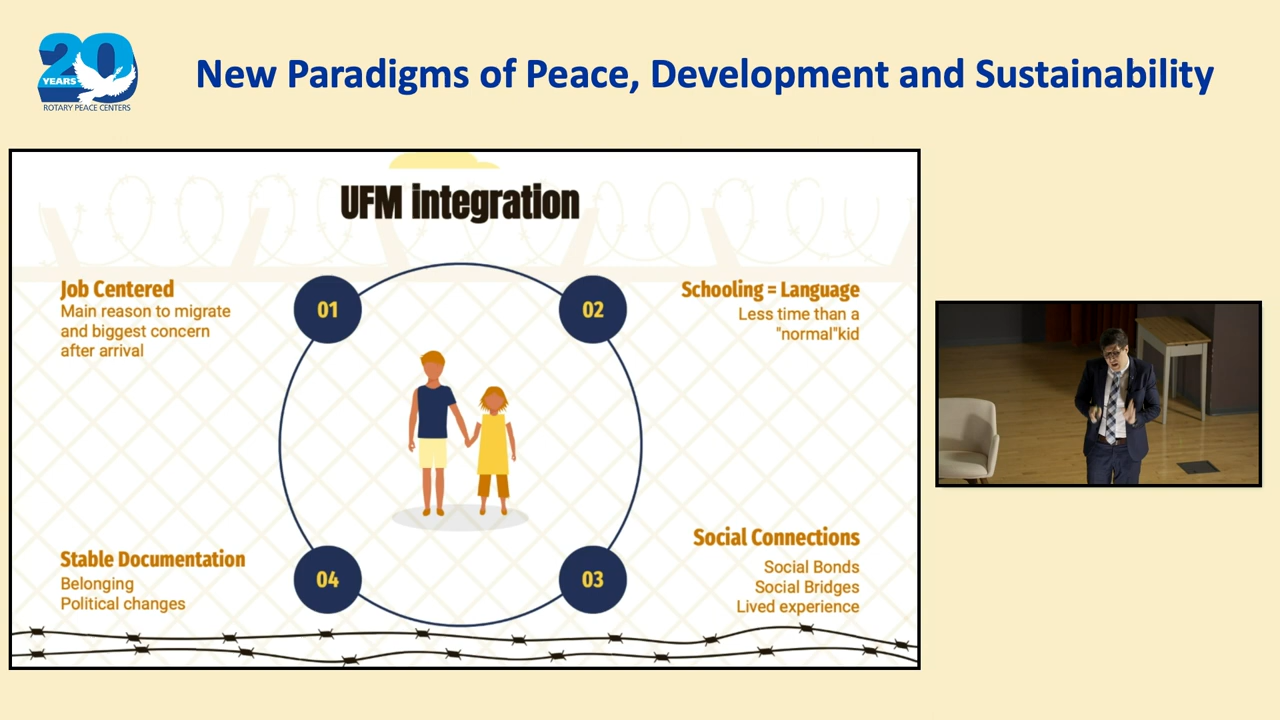 20
YEARS
ROTARY PEACE CENTERS
New Paradigms of Peace, Development and Sustainability
UFM integration
01
Job Centered
Main reason to migrate
and biggest concern
after arrival
02
Schooling = Language
Less time than a
"normal"kid
03
Social Connections
Social Bonds
Social Bridges
Lived experience
04
Stable Documentation
Belonging
Political changes